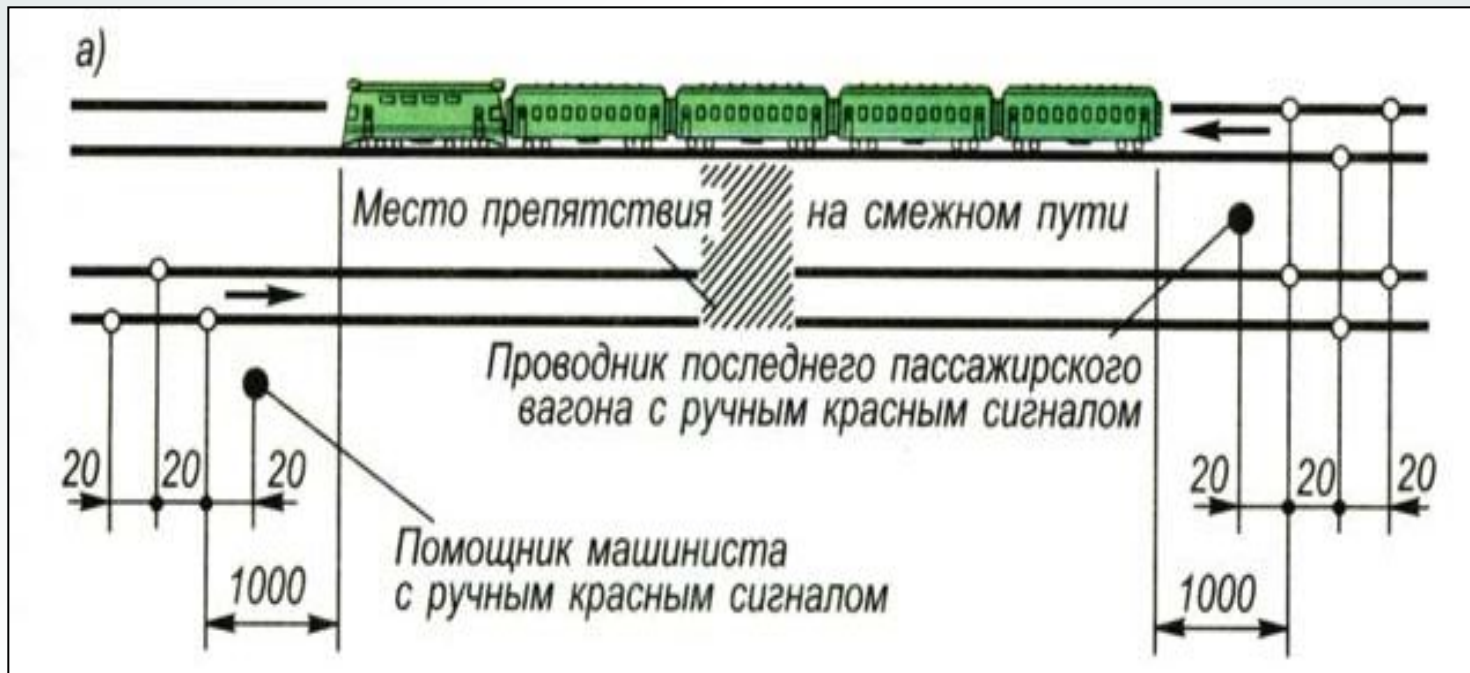 а)
Место препятствия на смежном пути
Проводник последнего пассажирского
вагона с ручным красным сигналом
20 20 20
20 20 20
Помощник машиниста
с ручным красным сигналом
1000
1000